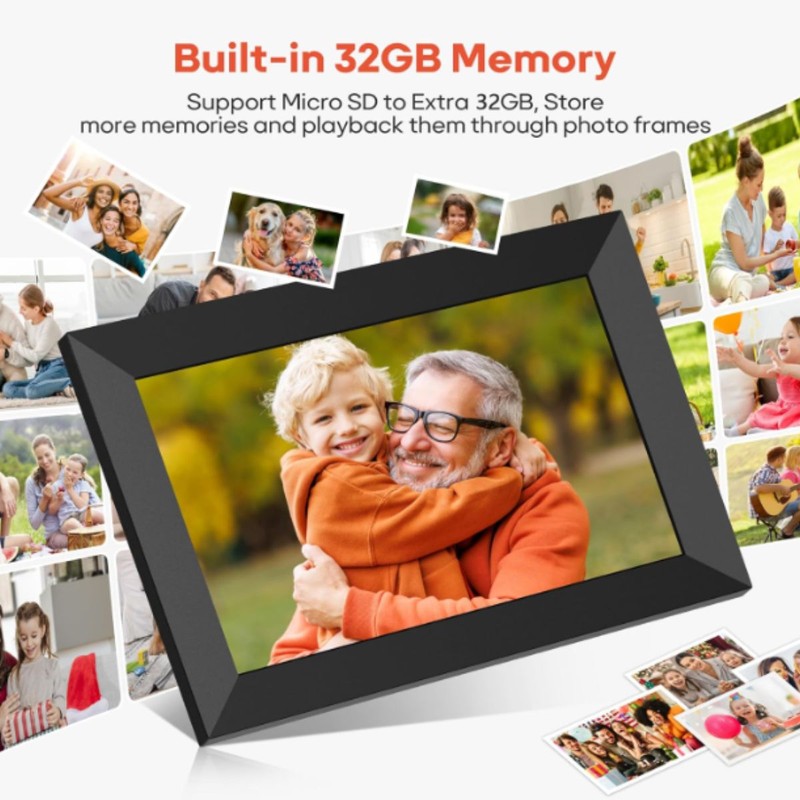 Built-in 32GB Memory
Support Micro SD to Extra 32GB, Store
more memories and playback them through photo frames